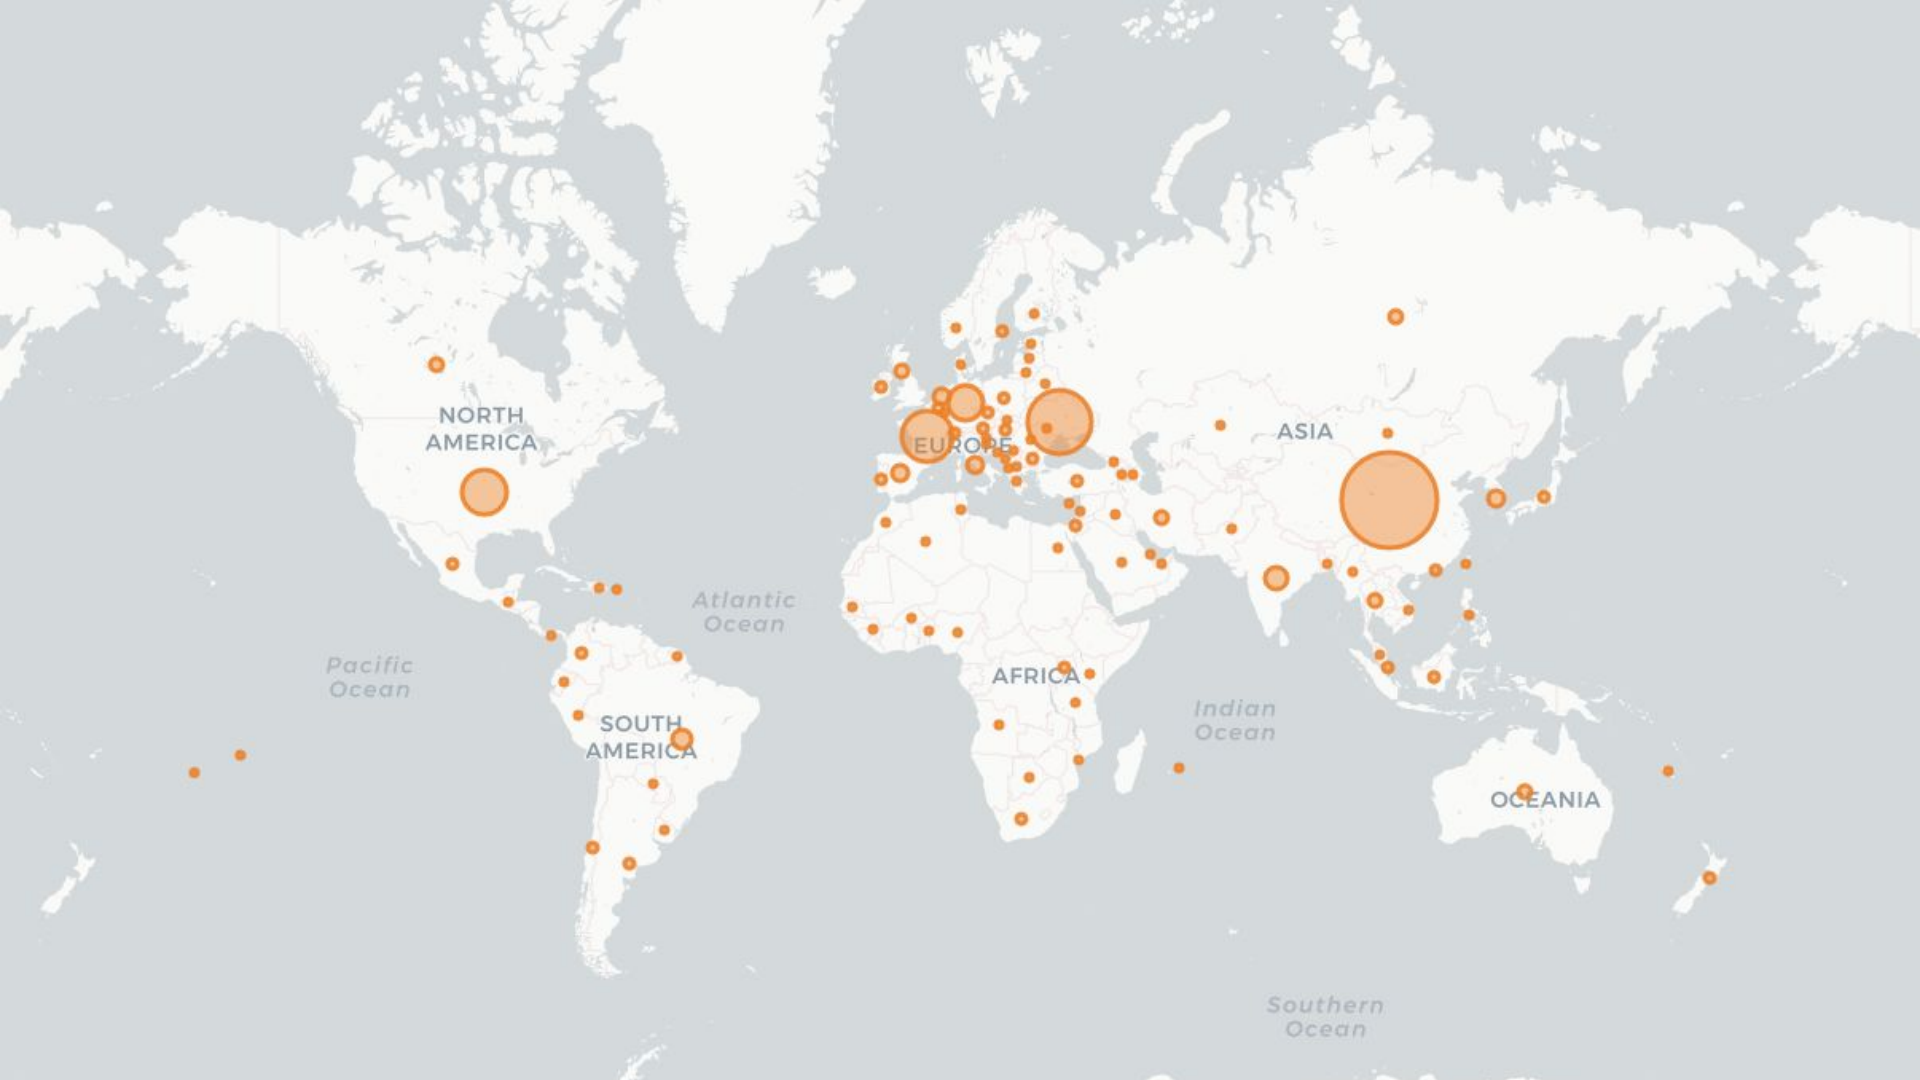 NORTH
AMERICA
EUROPE
ASIA
Atlantic
Ocean
Pacific
Ocean
AFRICA
SOUTH
AMERICA
Indian
Ocean
OCEANIA
Southern
Ocean